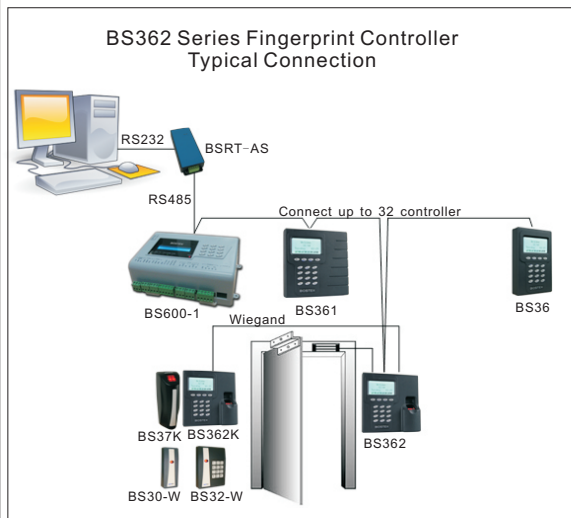 BS362 Series Fingerprint Controller
Typical Connection
RS232
BSRT-AS
RS485
Connect up to 32 controller
BS600-1
BS361
BS36
Wiegand
BS37K BS362K
BS362
BS30-W BS32-W